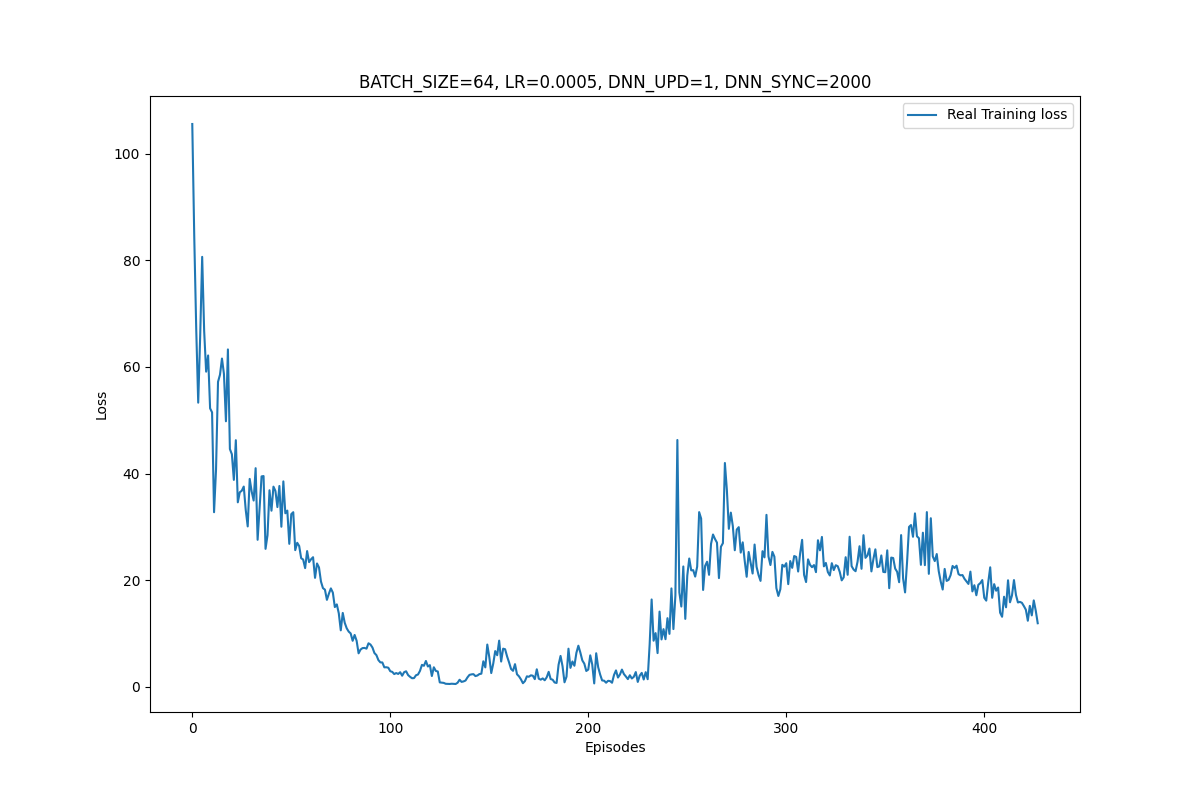 BATCH_SIZE=64, LR=0.0005, DNN_UPD=1, DNN_SYNC=2000
Real Training loss
100
80
60
40
20
0
Loss
0 100 200 300 400
Episodes